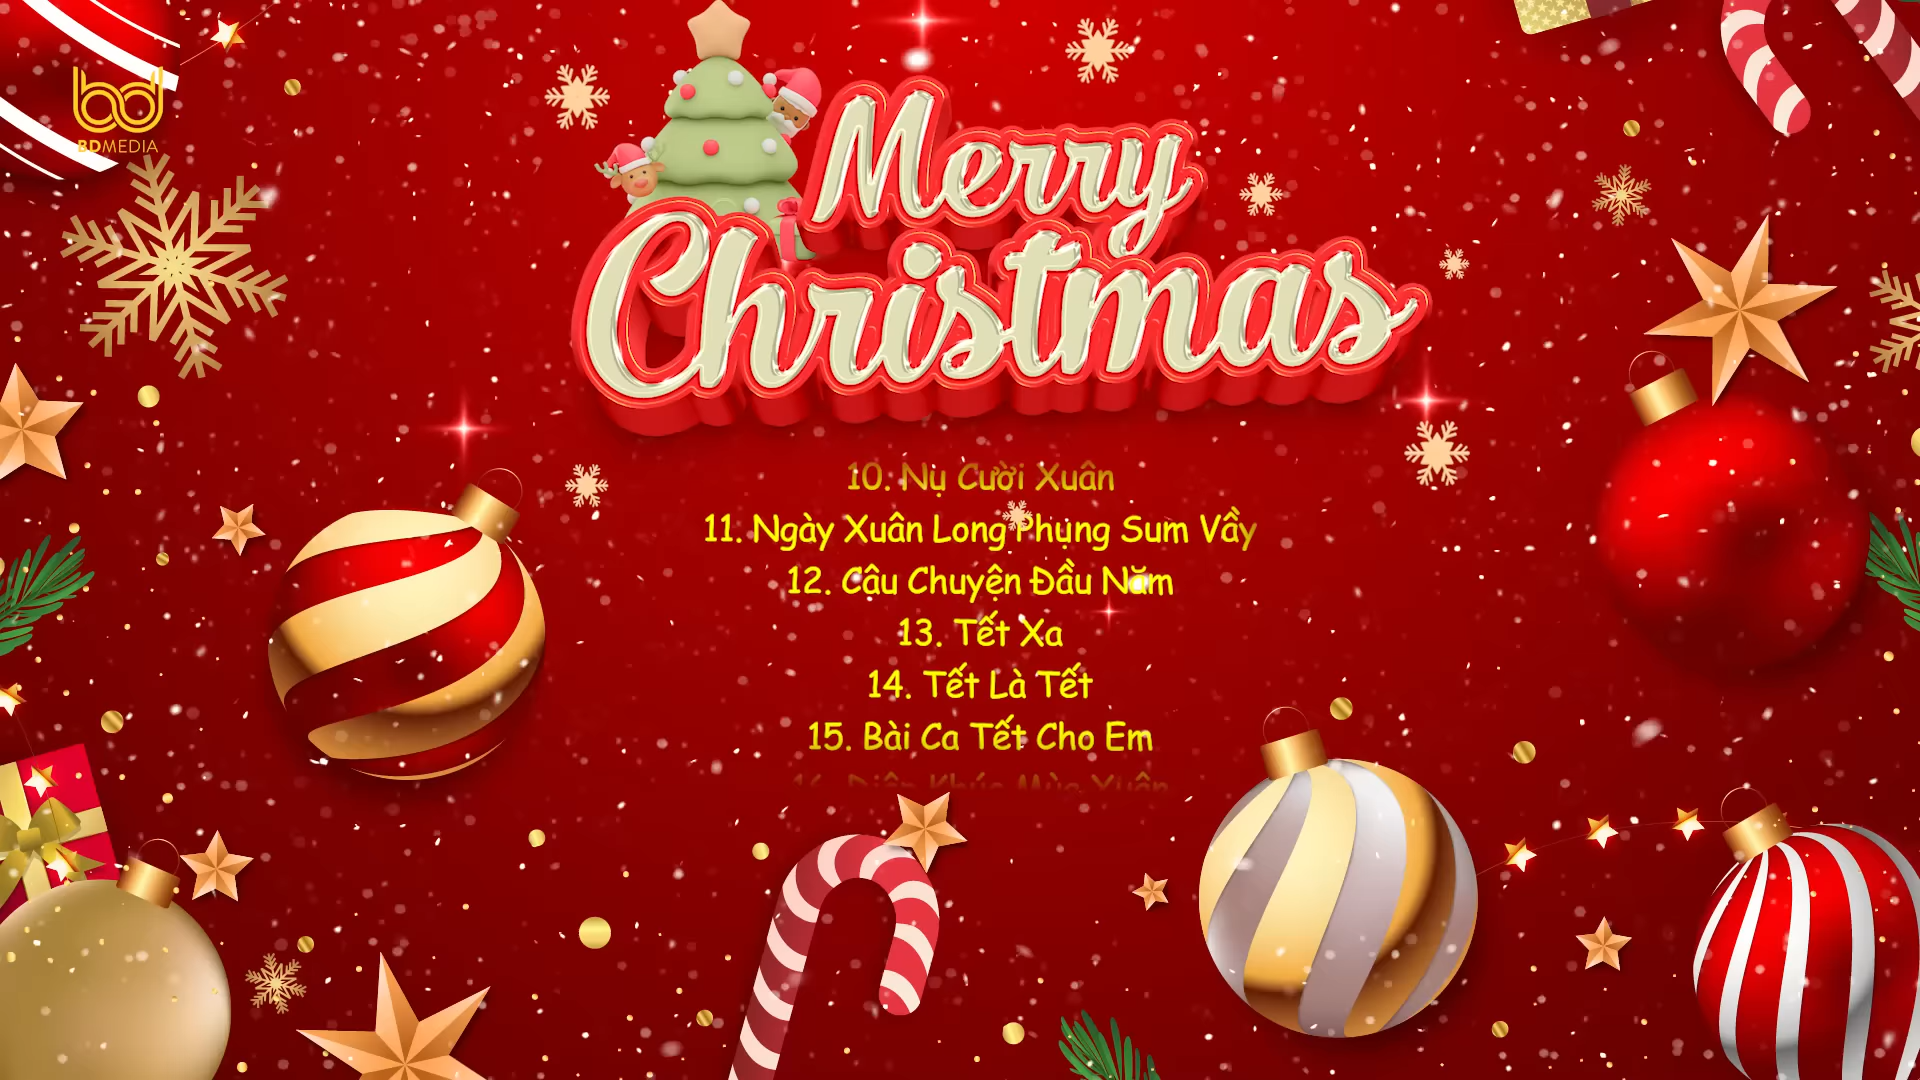 BDMEDIA
Merry
Christmas
10. Nụ Cười Xuân
11. Ngày Xuân Long Phụng Sum Vầy
12. Câu Chuyện Đầu Năm
13. Tết Xa
14. Tết Là Tết
15. Bài Ca Tết Cho Em